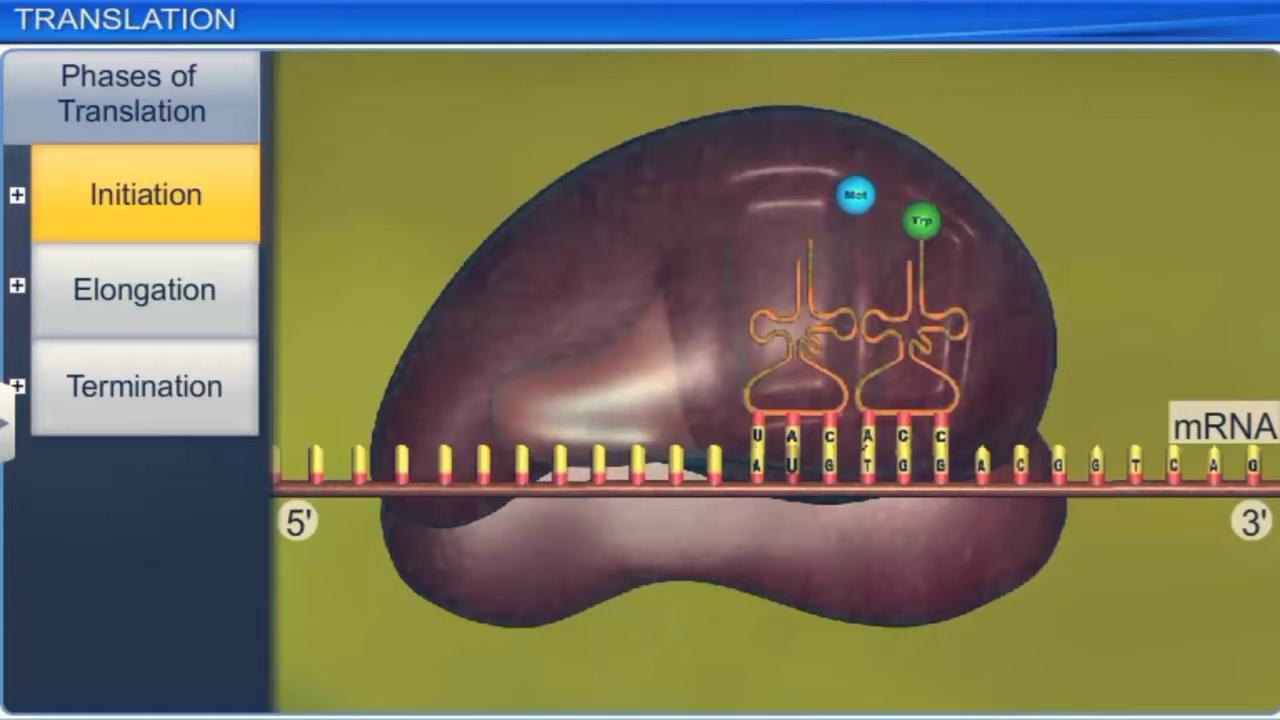 TRANSLATION
Phases of
Translation
Initiation
Elongation
Termination
Met
Trp
U A C A C C
A U G T G G A C G G T C A G
mRNA
5'
3'